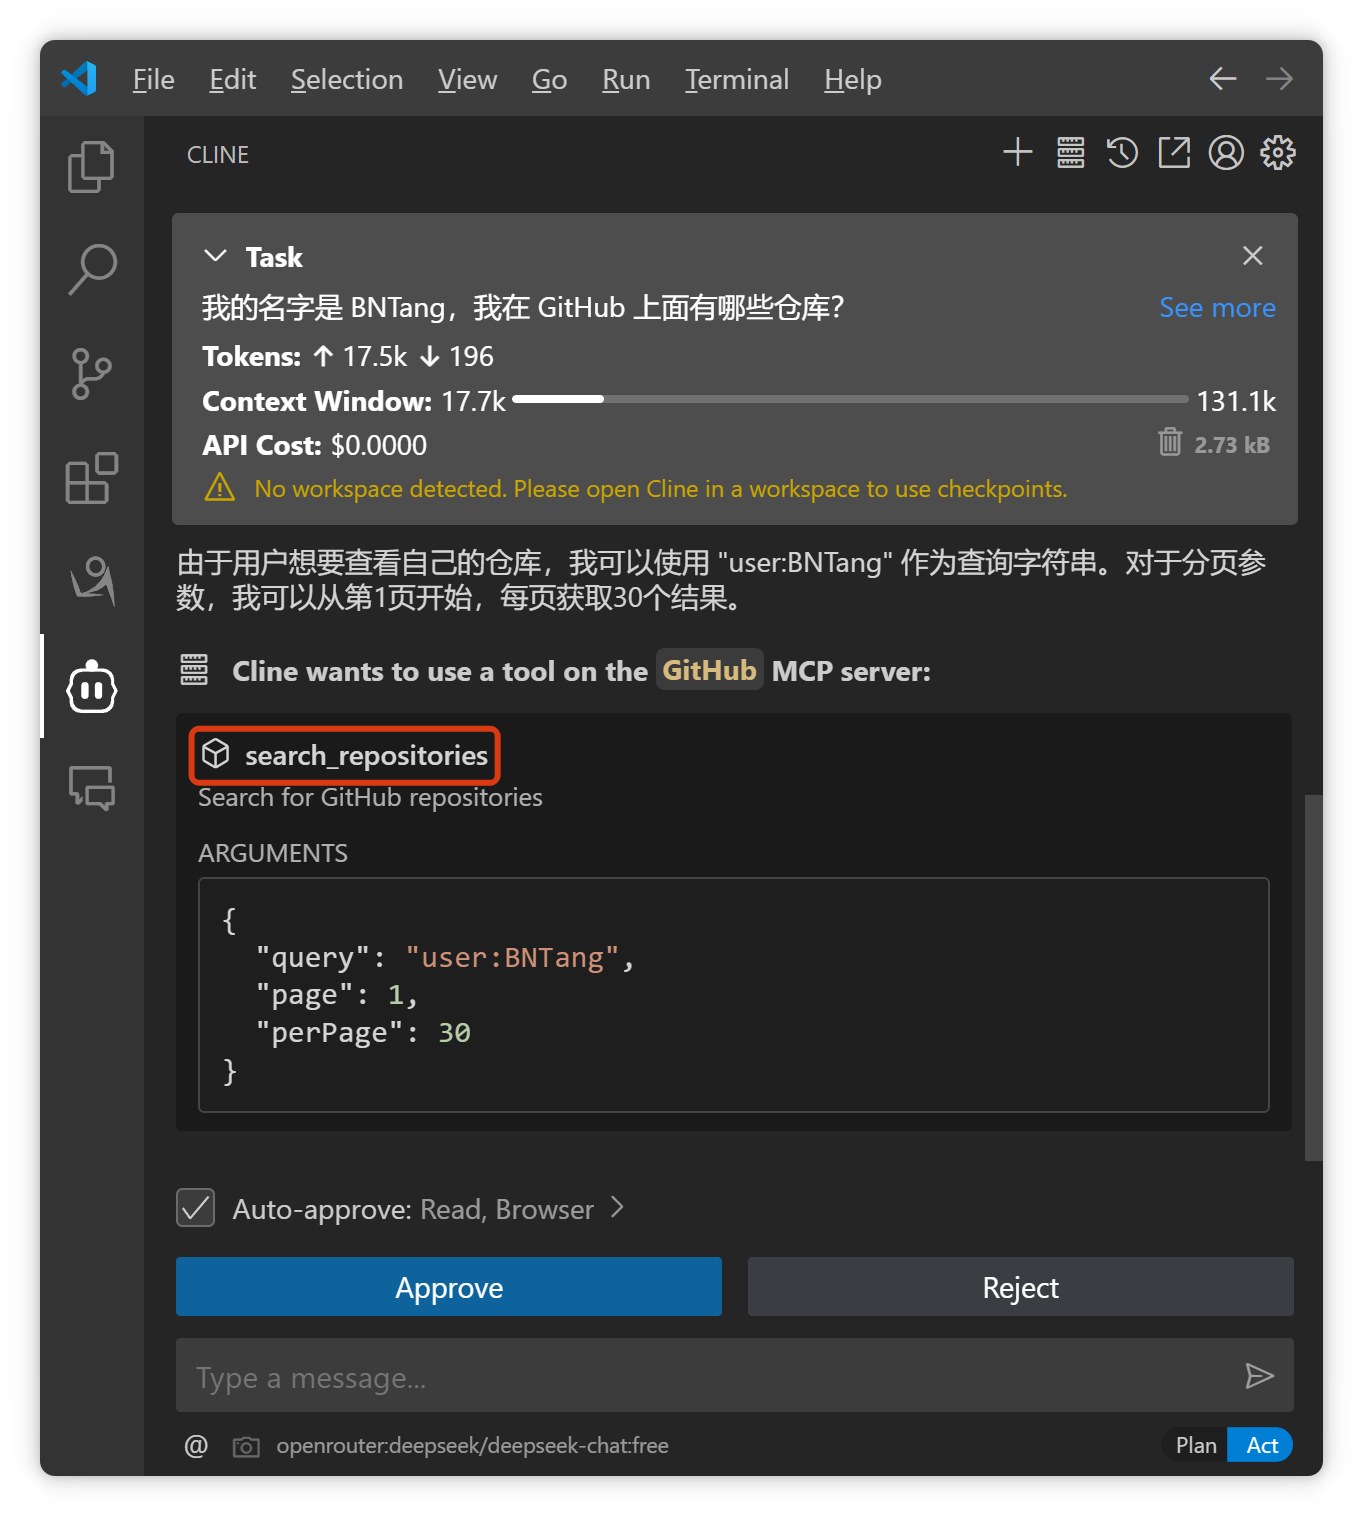 File Edit Selection View Go Run Terminal Help
CLINE
Task
我的名字是 BNTang，我在 GitHub 上面有哪些仓库？ See more
Tokens: ↑ 17.5k ↓ 196
Context Window: 17.7k 131.1k
API Cost: $0.0000 2.73 kB
No workspace detected. Please open Cline in a workspace to use checkpoints.
由于用户想要查看自己的仓库，我可以使用 "user:BNTang" 作为查询字符串。对于分页参
数，我可以从第1页开始，每页获取30个结果。
Cline wants to use a tool on the GitHub MCP server:
search_repositories
Search for GitHub repositories
ARGUMENTS
{
"query": "user:BNTang",
"page": 1,
"perPage": 30
}
Auto-approve: Read, Browser
Approve Reject
Type a message...
@ openrouter:deepseek/deepseek-chat:free Plan Act